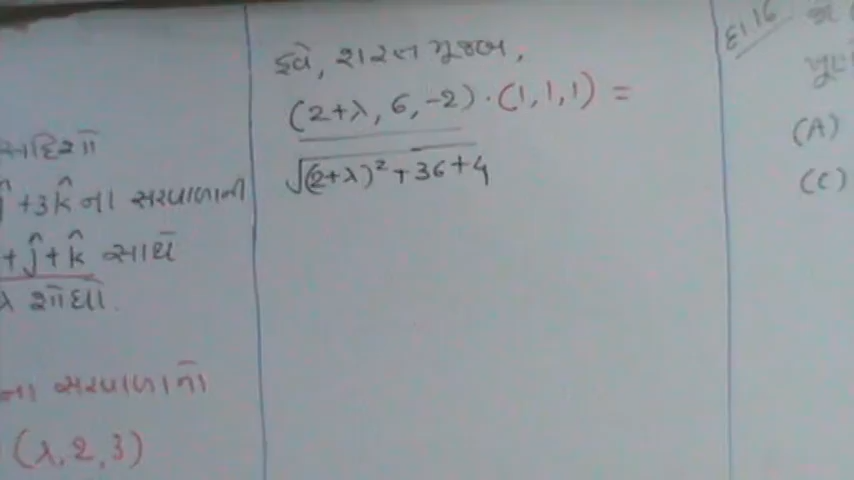 સદિશો
ĵ +3k̂ ના સરવાળાની
+ĵ+k̂ સાથે
λ શોધો.
ના સરવાળાનો
(λ, 2, 3)
હવે, શરત મૂજબ,
(2+λ, 6, -2) · (1, 1, 1) =
√(2+λ)² + 36 + 4
દા.16
(A)
(C)